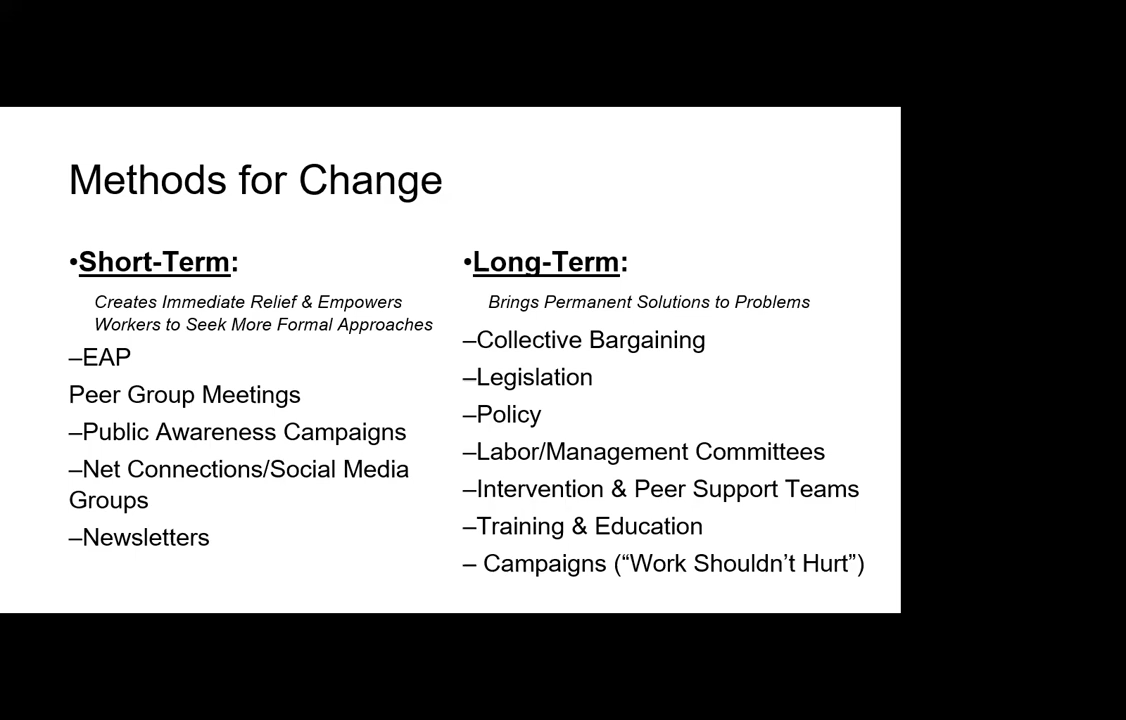 Methods for Change
•Short-Term:
Creates Immediate Relief & Empowers
Workers to Seek More Formal Approaches
–EAP
Peer Group Meetings
–Public Awareness Campaigns
–Net Connections/Social Media
Groups
–Newsletters
•Long-Term:
Brings Permanent Solutions to Problems
–Collective Bargaining
–Legislation
–Policy
–Labor/Management Committees
–Intervention & Peer Support Teams
–Training & Education
– Campaigns (“Work Shouldn’t Hurt”)